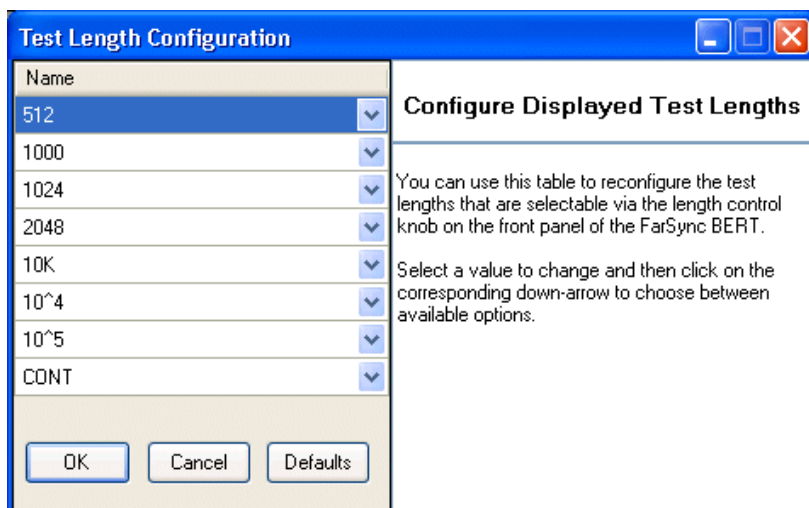 Test Length Configuration
Name
512
1000
1024
2048
10K
10^4
10^5
CONT
OK
Cancel
Defaults
Configure Displayed Test Lengths
You can use this table to reconfigure the test
lengths that are selectable via the length control
knob on the front panel of the FarSync BERT.
Select a value to change and then click on the
corresponding down-arrow to choose between
available options.